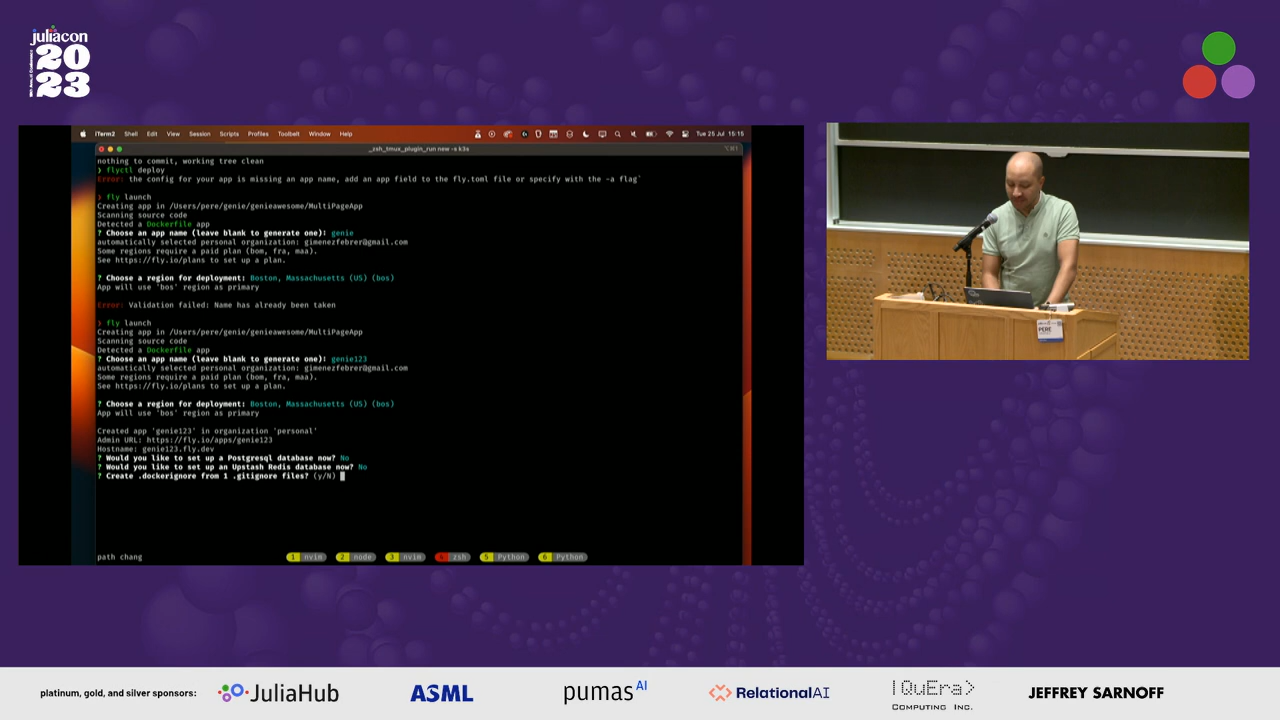 juliacon
20
23
iTerm2 Shell Edit View Session Scripts Profiles Toolbelt Window Help Tue 25 Jul 15:15
_zsh_tmux_plugin_run new -s k3s
nothing to commit, working tree clean
❯ flyctl deploy
Error: the config for your app is missing an app name, add an app field to the fly.toml file or specify with the -a flag`
❯ fly launch
Creating app in /Users/pere/genie/genieawesome/MultiPageApp
Scanning source code
Detected a Dockerfile app
? Choose an app name (leave blank to generate one): genie
automatically selected personal organization: gimenezfebrer@gmail.com
Some regions require a paid plan (bom, fra, maa).
See https://fly.io/plans to set up a plan.
? Choose a region for deployment: Boston, Massachusetts (US) (bos)
App will use 'bos' region as primary
Error: Validation failed: Name has already been taken
❯ fly launch
Creating app in /Users/pere/genie/genieawesome/MultiPageApp
Scanning source code
Detected a Dockerfile app
? Choose an app name (leave blank to generate one): genie123
automatically selected personal organization: gimenezfebrer@gmail.com
Some regions require a paid plan (bom, fra, maa).
See https://fly.io/plans to set up a plan.
? Choose a region for deployment: Boston, Massachusetts (US) (bos)
App will use 'bos' region as primary
Created app 'genie123' in organization 'personal'
Admin URL: https://fly.io/apps/genie123
Hostname: genie123.fly.dev
? Would you like to set up a Postgresql database now? No
? Would you like to set up an Upstash Redis database now? No
? Create .dockerignore from 1 .gitignore files? (y/N)
path chang 1 nvim 2 node 3 nvim 4 zsh 5 Python 6 Python
PERE
platinum, gold, and silver sponsors: JuliaHub ASML pumas AI RelationalAI |QuEra> JEFFREY SARNOFF
COMPUTING INC.